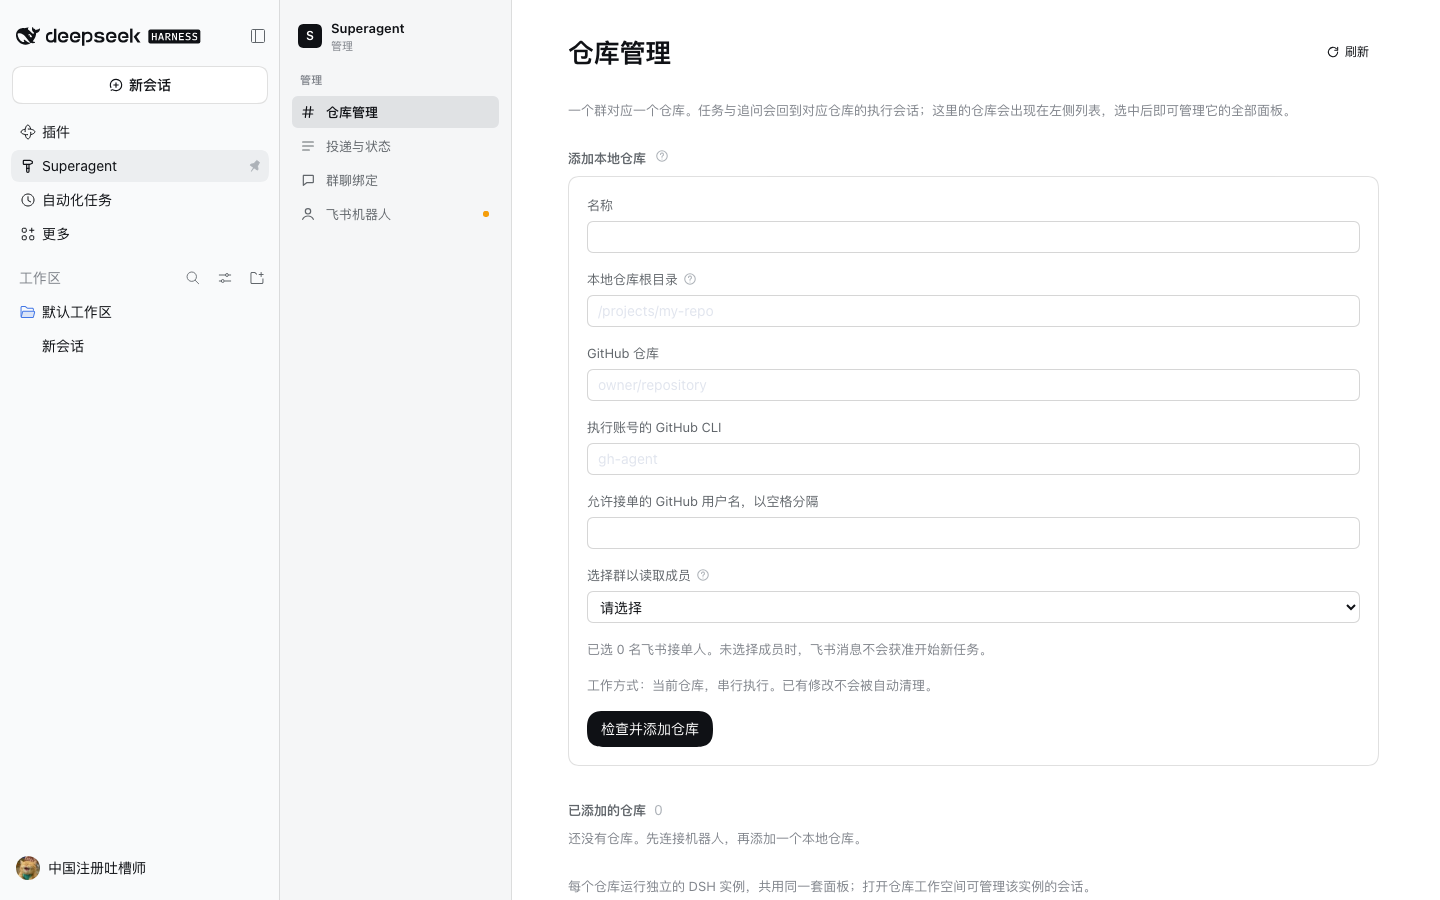 deepseek HARNESS
新会话
插件
Superagent
自动化任务
更多
工作区
默认工作区
新会话
中国注册吐槽师
S
Superagent
管理
管理
仓库管理
投递与状态
群聊绑定
飞书机器人
仓库管理
刷新
一个群对应一个仓库。任务与追问会回到对应仓库的执行会话；这里的仓库会出现在左侧列表，选中后即可管理它的全部面板。
添加本地仓库
名称
本地仓库根目录
/projects/my-repo
GitHub 仓库
owner/repository
执行账号的 GitHub CLI
gh-agent
允许接单的 GitHub 用户名，以空格分隔
选择群以读取成员
请选择
已选 0 名飞书接单人。未选择成员时，飞书消息不会获准开始新任务。
工作方式：当前仓库，串行执行。已有修改不会被自动清理。
检查并添加仓库
已添加的仓库 0
还没有仓库。先连接机器人，再添加一个本地仓库。
每个仓库运行独立的 DSH 实例，共用同一套面板；打开仓库工作空间可管理该实例的会话。